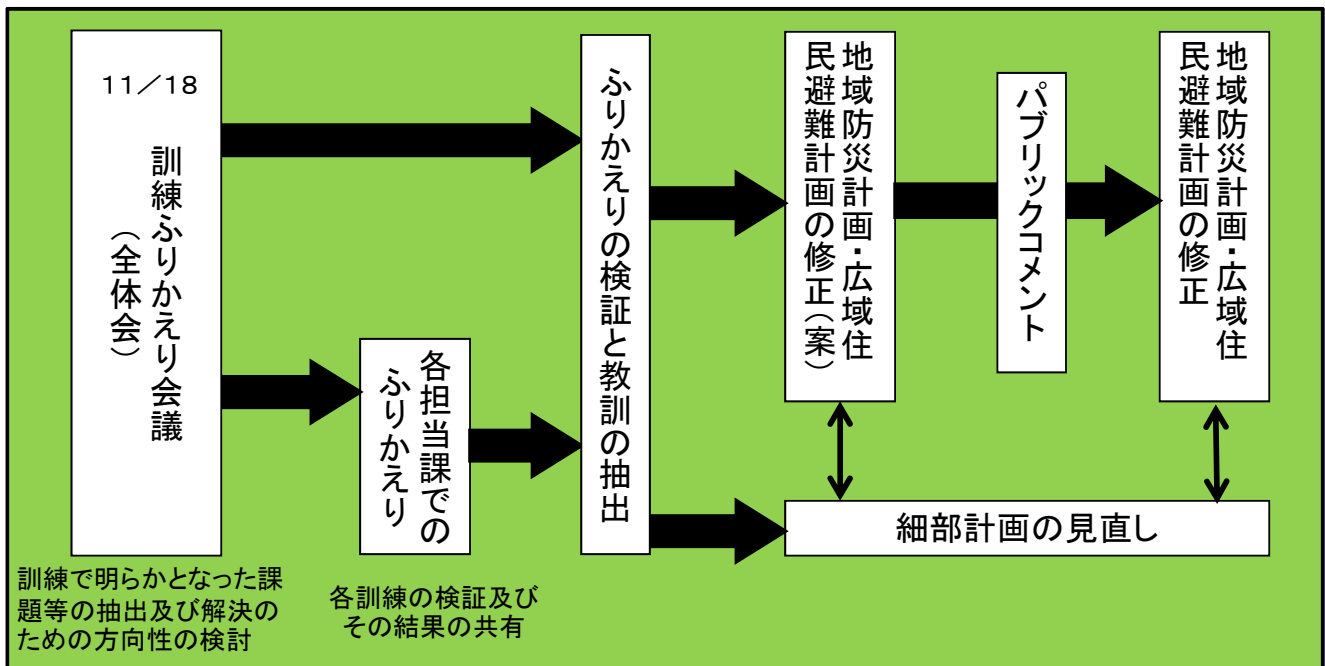 11／18
訓練ふりかえり会議
（全体会）
訓練で明らかとなった課
題等の抽出及び解決の
ための方向性の検討
各担当課での
ふりかえり
各訓練の検証及び
その結果の共有
ふりかえりの検証と教訓の抽出
地域防災計画・広域住
民避難計画の修正（案）
パブリックコメント
地域防災計画・広域住
民避難計画の修正
細部計画の見直し